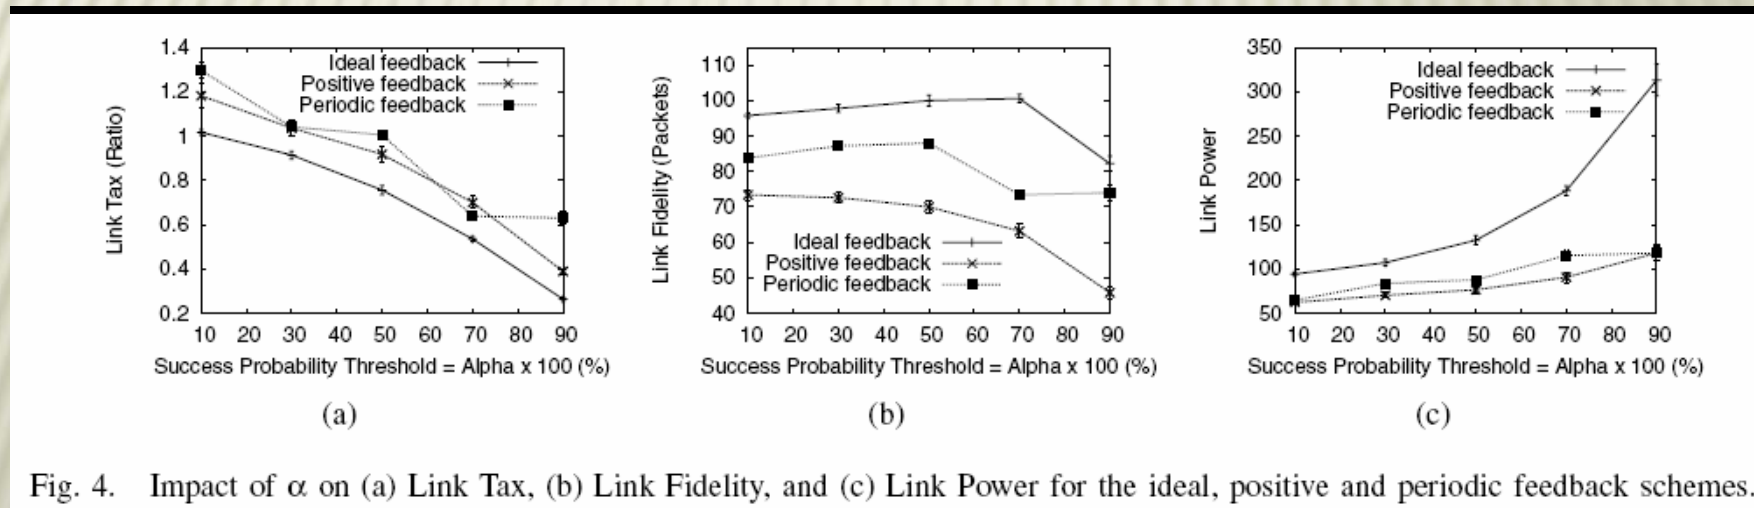 1.4
1.2
1
0.8
0.6
0.4
0.2
Link Tax (Ratio)
Ideal feedback
Positive feedback
Periodic feedback
10 20 30 40 50 60 70 80 90
Success Probability Threshold = Alpha x 100 (%)
(a)
110
100
90
80
70
60
50
40
Link Fidelity (Packets)
Ideal feedback
Positive feedback
Periodic feedback
10 20 30 40 50 60 70 80 90
Success Probability Threshold = Alpha x 100 (%)
(b)
350
300
250
200
150
100
50
Link Power
Ideal feedback
Positive feedback
Periodic feedback
10 20 30 40 50 60 70 80 90
Success Probability Threshold = Alpha x 100 (%)
(c)
Fig. 4. Impact of α on (a) Link Tax, (b) Link Fidelity, and (c) Link Power for the ideal, positive and periodic feedback schemes.